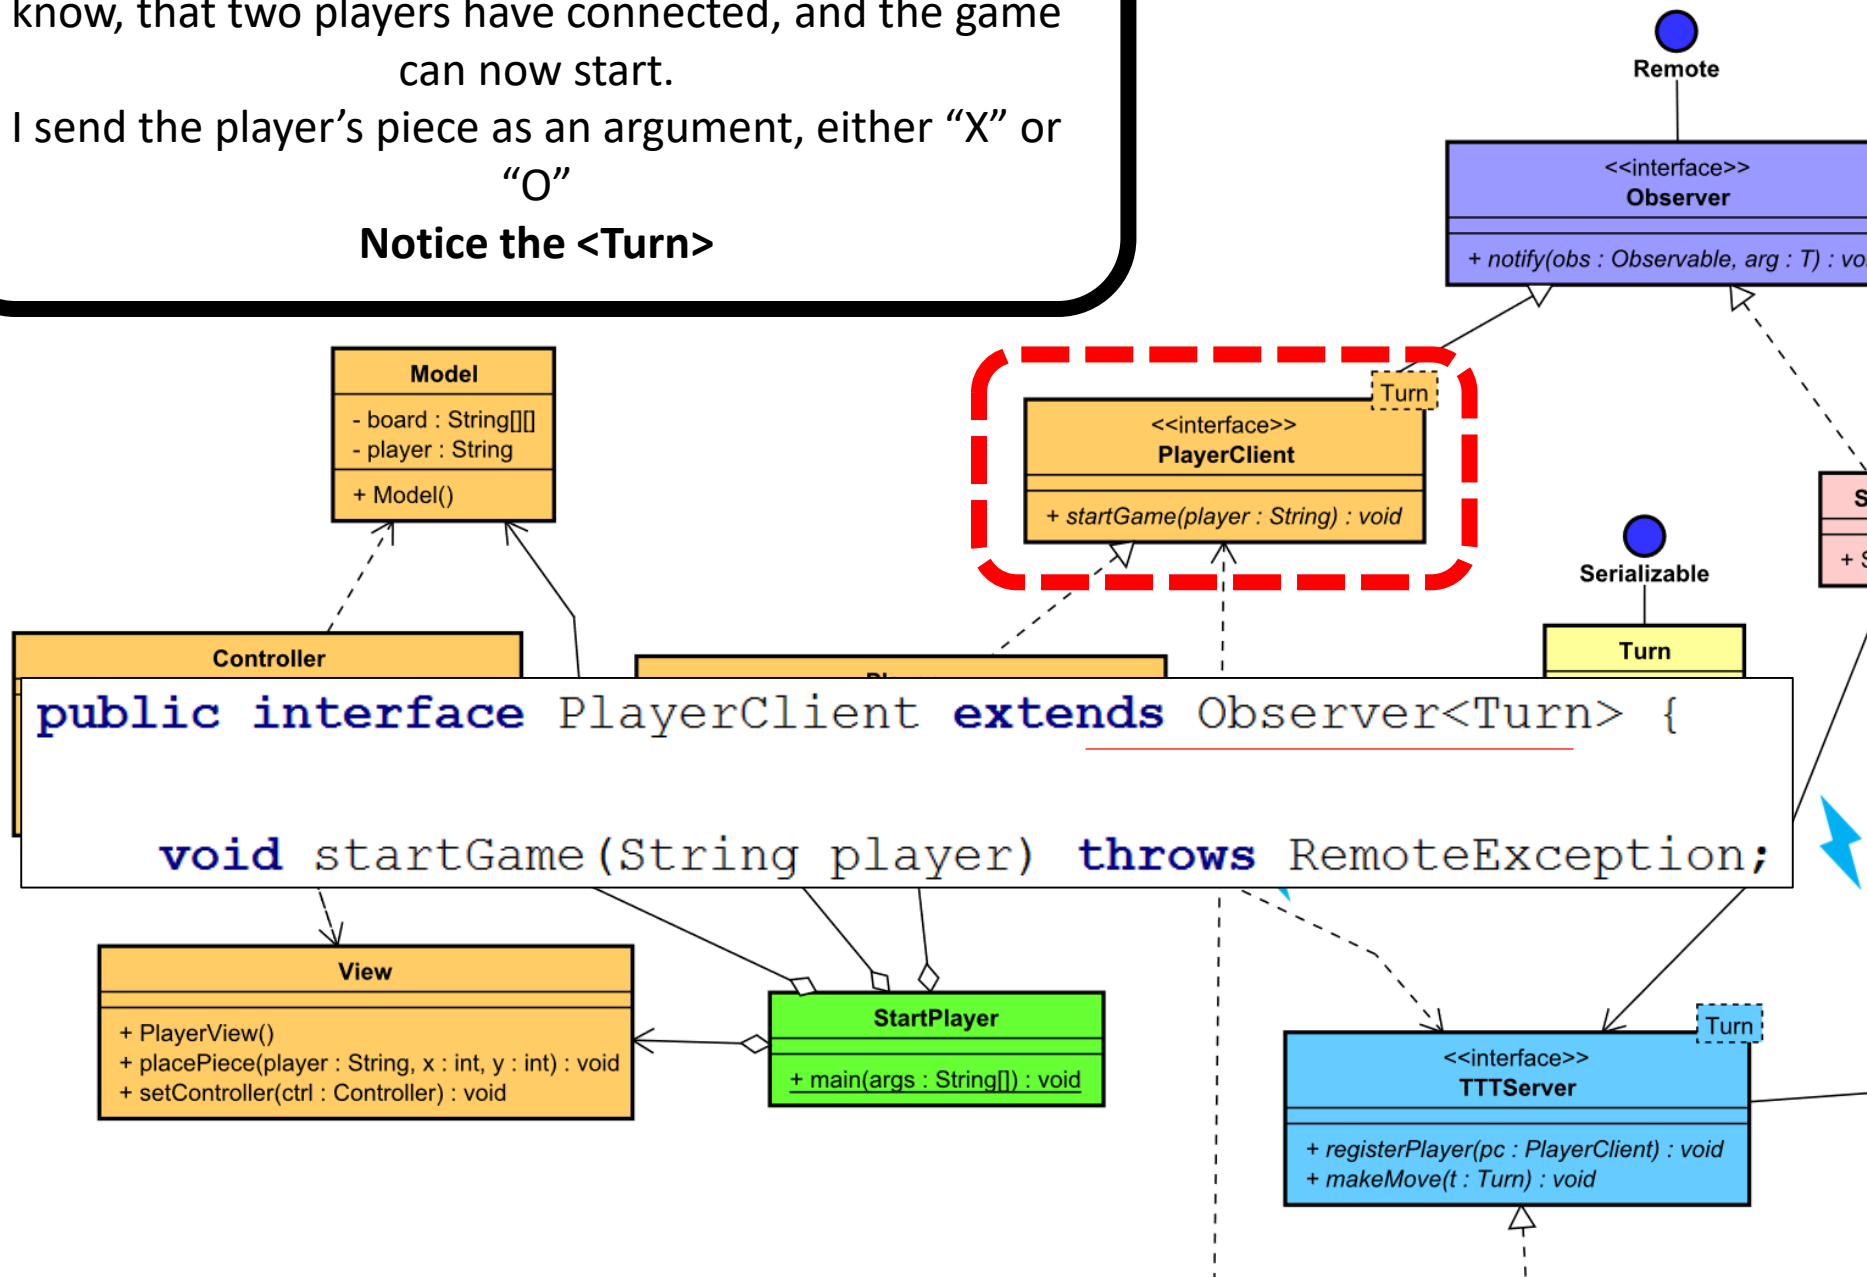 know, that two players have connected, and the game
can now start.
I send the player’s piece as an argument, either “X” or
“O”
Notice the <Turn>
Remote
<<interface>>
Observer
+ notify(obs : Observable, arg : T) :
Model
- board : String[][]
- player : String
+ Model()
Turn
<<interface>>
PlayerClient
+ startGame(player : String) : void
Serializable
Turn
Controller
public interface PlayerClient extends Observer<Turn> {
void startGame(String player) throws RemoteException;
View
+ PlayerView()
+ placePiece(player : String, x : int, y : int) : void
+ setController(ctrl : Controller) : void
StartPlayer
+ main(args : String[]) : void
Turn
<<interface>>
TTTServer
+ registerPlayer(pc : PlayerClient) : void
+ makeMove(t : Turn) : void